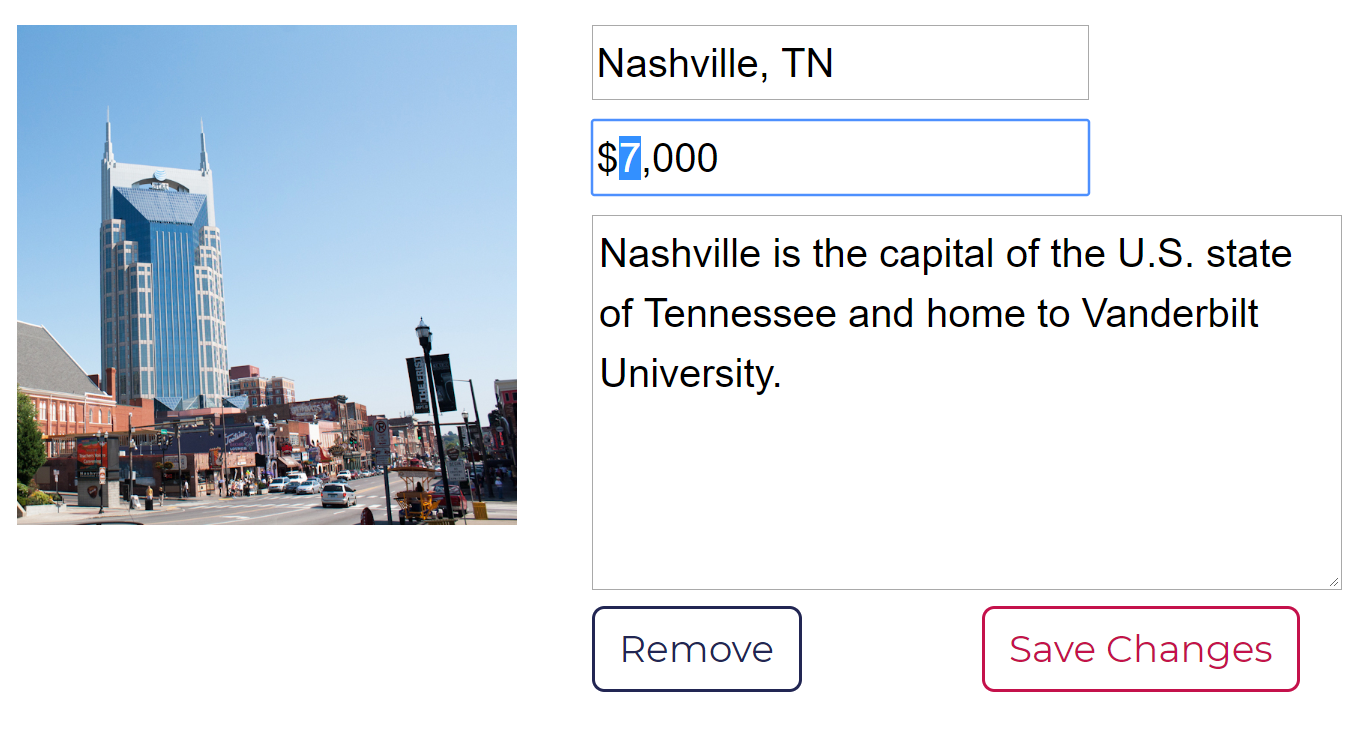 Nashville, TN
$7,000
Nashville is the capital of the U.S. state
of Tennessee and home to Vanderbilt
University.
Remove
Save Changes